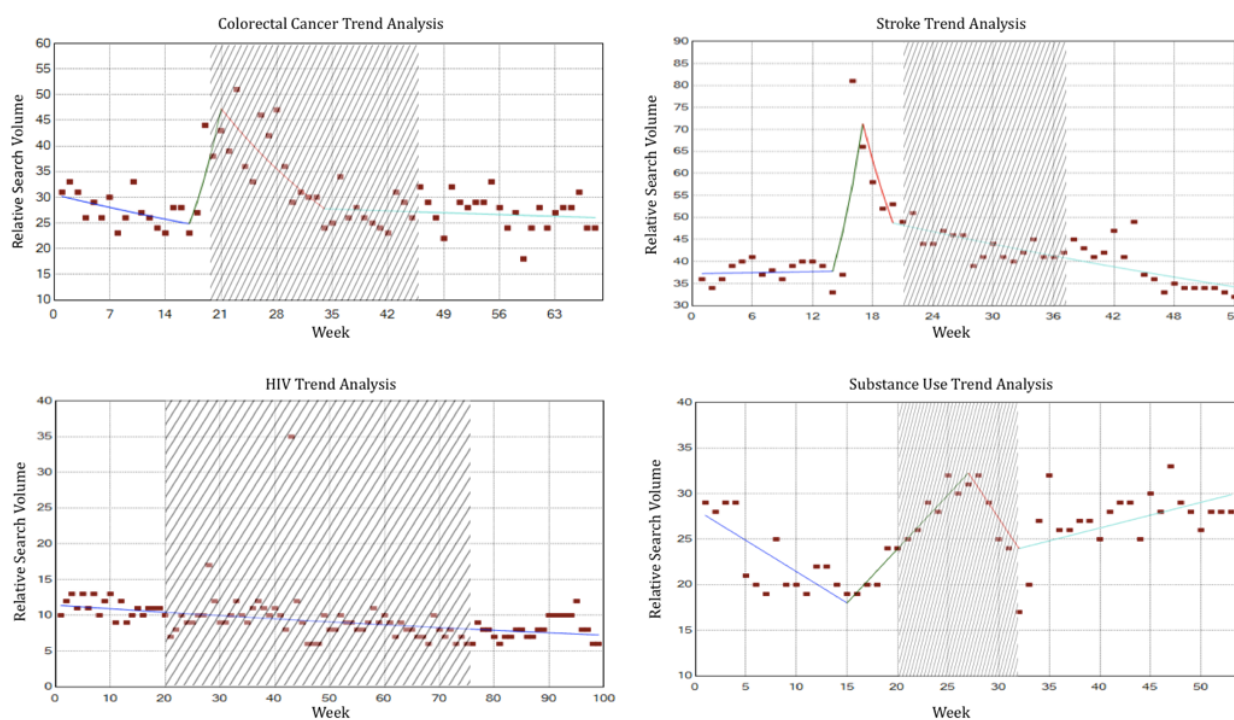 Colorectal Cancer Trend Analysis
60
55
50
45
40
35
30
25
20
15
10
Relative Search Volume
0 7 14 21 28 35 42 49 56 63
Week
Stroke Trend Analysis
90
85
80
75
70
65
60
55
50
45
40
35
30
Relative Search Volume
0 6 12 18 24 30 36 42 48
Week
HIV Trend Analysis
40
35
30
25
20
15
10
5
0
Relative Search Volume
0 10 20 30 40 50 60 70 80 90 100
Week
Substance Use Trend Analysis
40
35
30
25
20
15
10
Relative Search Volume
0 5 10 15 20 25 30 35 40 45 50
Week